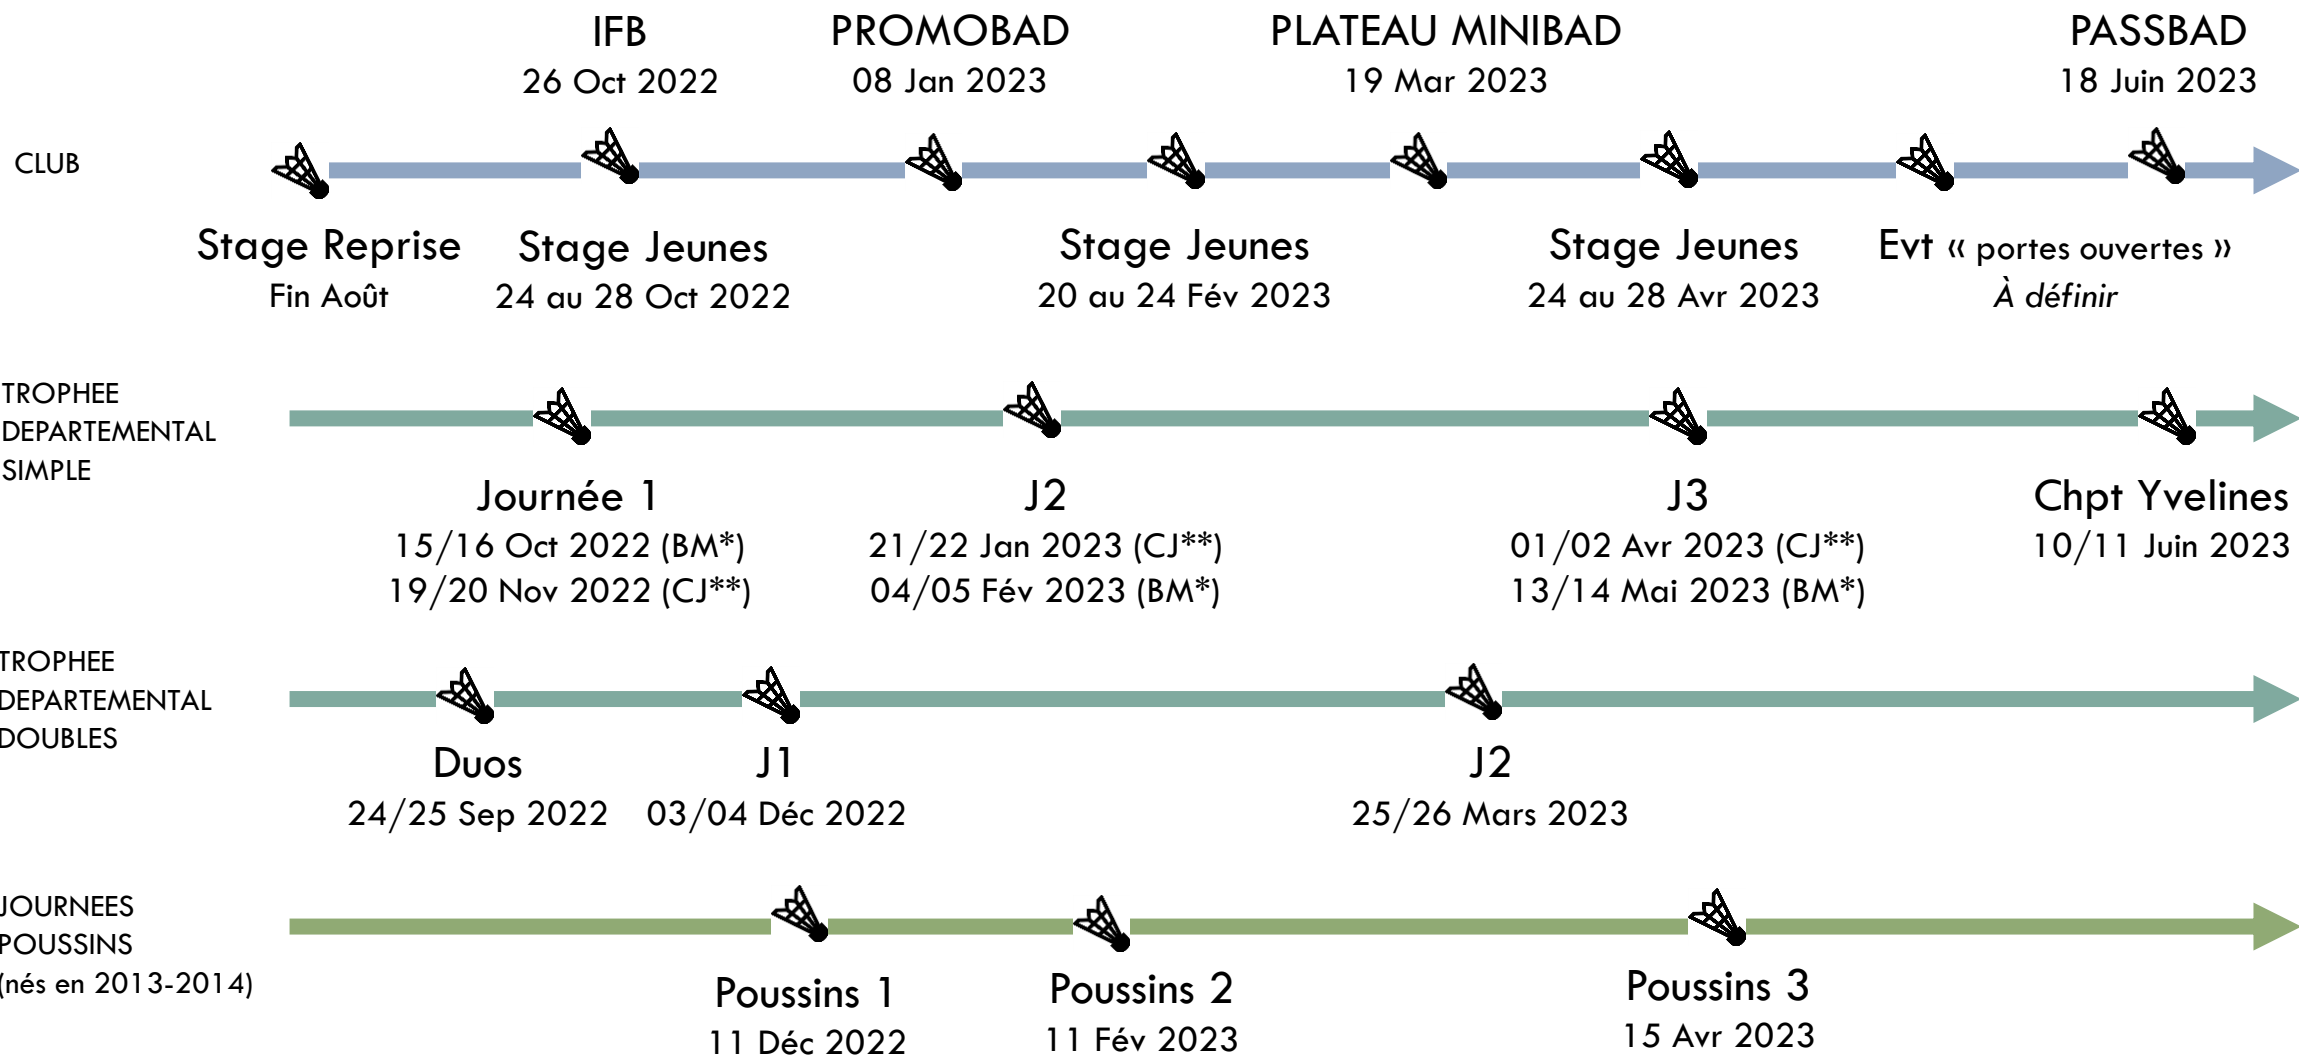 IFB
26 Oct 2022
PROMOBAD
08 Jan 2023
PLATEAU MINIBAD
19 Mar 2023
PASSBAD
18 Juin 2023
CLUB
Stage Reprise
Fin Août
Stage Jeunes
24 au 28 Oct 2022
Stage Jeunes
20 au 24 Fév 2023
Stage Jeunes
24 au 28 Avr 2023
Evt « portes ouvertes »
À définir
TROPHEE
DEPARTEMENTAL
SIMPLE
Journée 1
15/16 Oct 2022 (BM*)
19/20 Nov 2022 (CJ**)
J2
21/22 Jan 2023 (CJ**)
04/05 Fév 2023 (BM*)
J3
01/02 Avr 2023 (CJ**)
13/14 Mai 2023 (BM*)
Chpt Yvelines
10/11 Juin 2023
TROPHEE
DEPARTEMENTAL
DOUBLES
Duos
24/25 Sep 2022
J1
03/04 Déc 2022
J2
25/26 Mars 2023
JOURNEES
POUSSINS
(nés en 2013-2014)
Poussins 1
11 Déc 2022
Poussins 2
11 Fév 2023
Poussins 3
15 Avr 2023